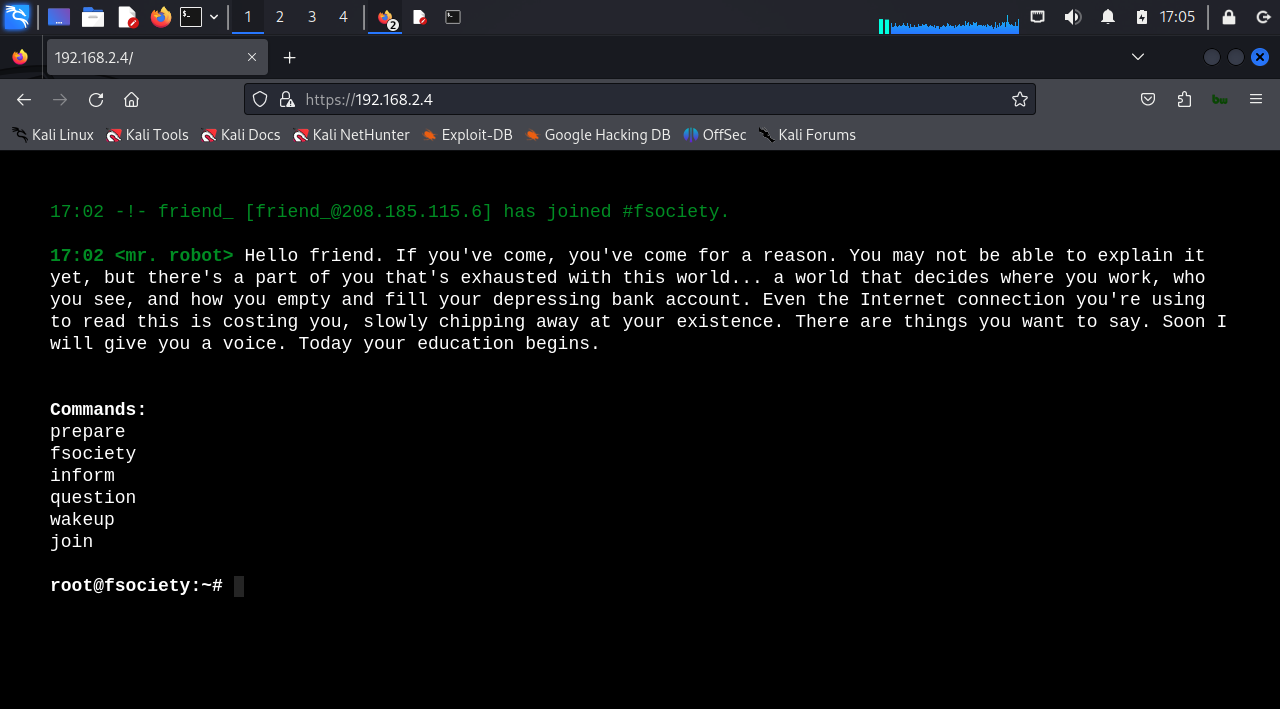 1 2 3 4 2 17:05
192.168.2.4/
https://192.168.2.4
Kali Linux Kali Tools Kali Docs Kali NetHunter Exploit-DB Google Hacking DB OffSec Kali Forums
17:02 -!- friend_ [friend_@208.185.115.6] has joined #fsociety.
17:02 <mr. robot> Hello friend. If you've come, you've come for a reason. You may not be able to explain it
yet, but there's a part of you that's exhausted with this world... a world that decides where you work, who
you see, and how you empty and fill your depressing bank account. Even the Internet connection you're using
to read this is costing you, slowly chipping away at your existence. There are things you want to say. Soon I
will give you a voice. Today your education begins.
Commands:
prepare
fsociety
inform
question
wakeup
join
root@fsociety:~#